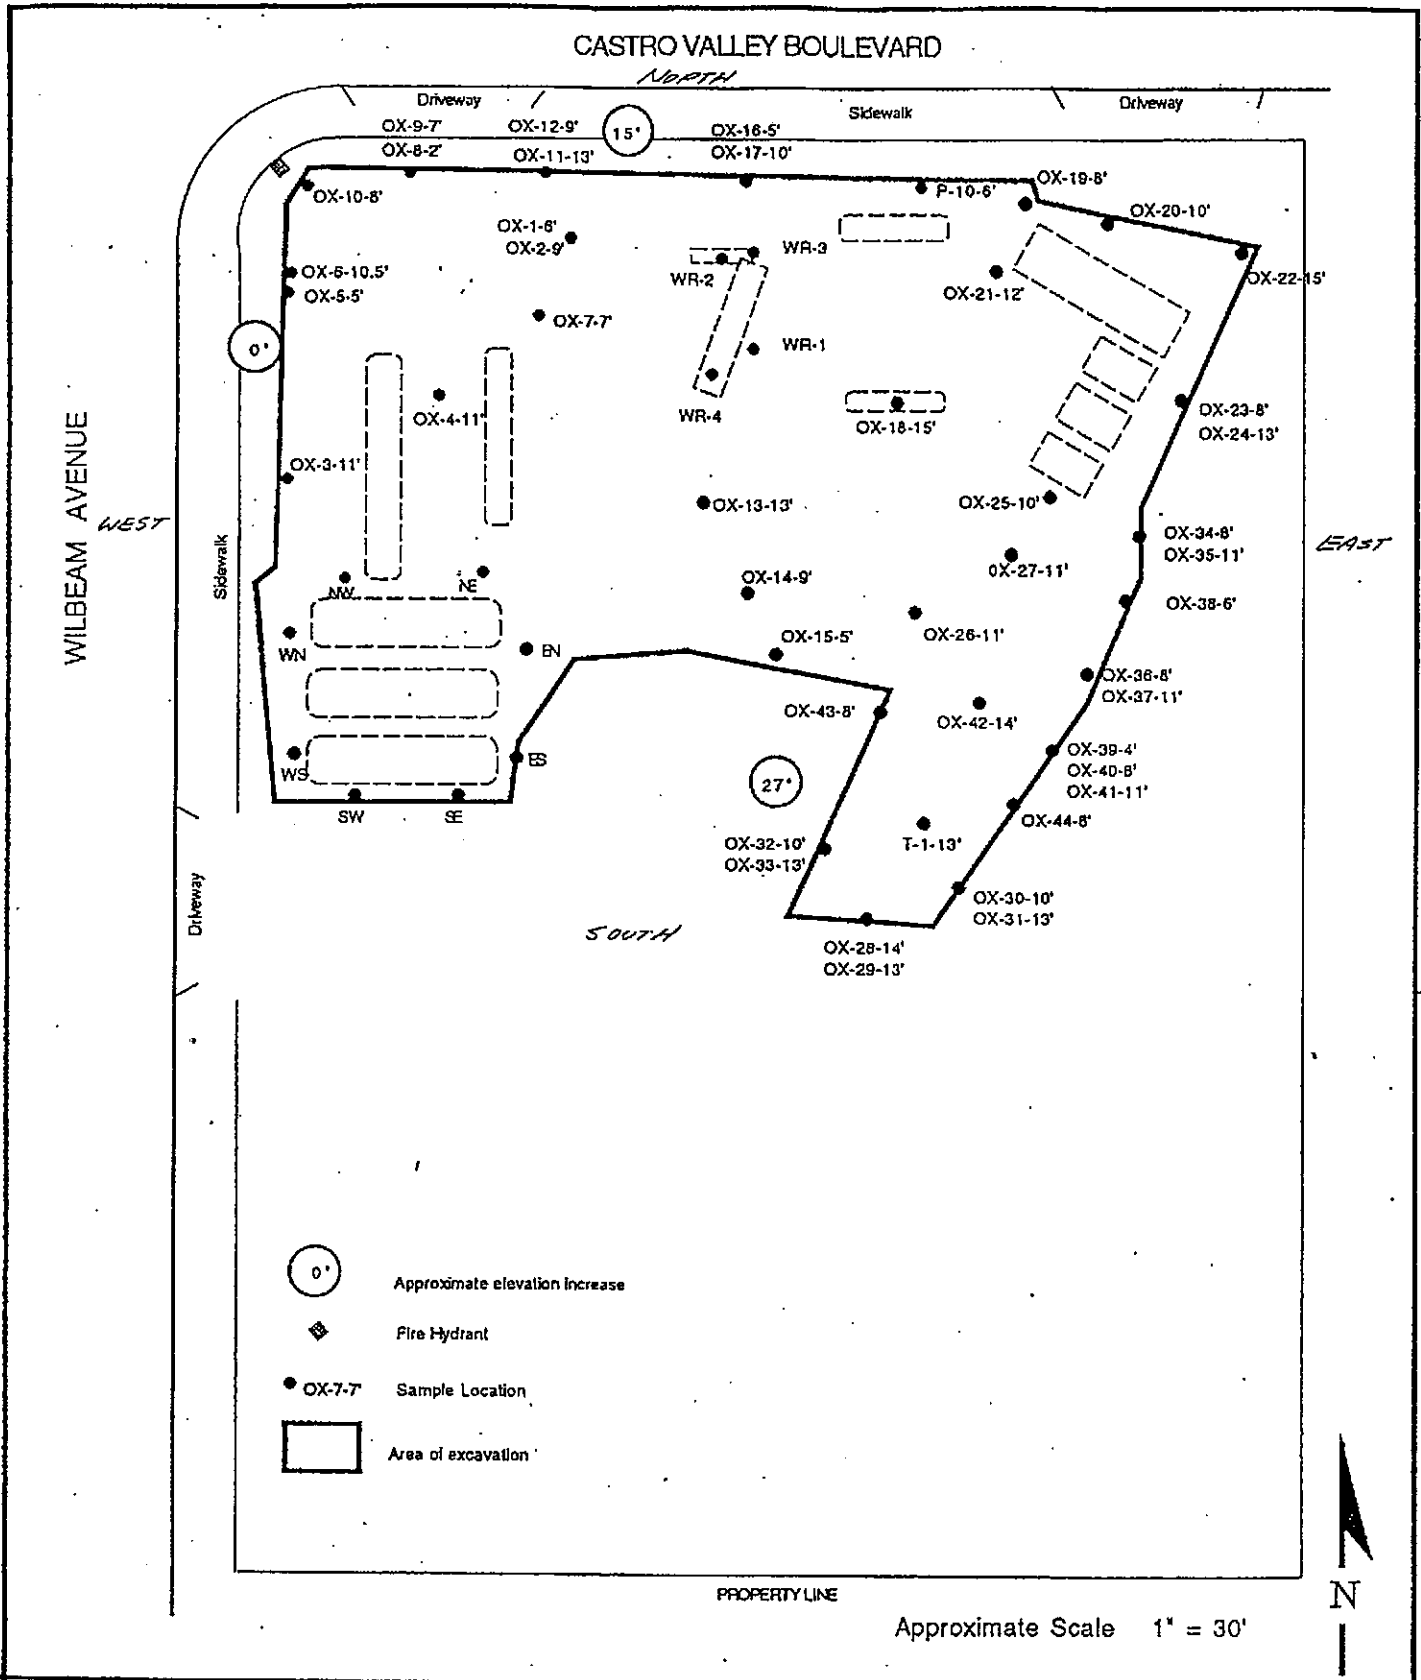 CASTRO VALLEY BOULEVARD
NORTH
Driveway
Sidewalk
Driveway
OX-9-7'
OX-12-9'
15'
OX-16-5'
OX-8-2'
OX-11-13'
OX-17-10'
OX-10-8'
P-10-6'
OX-19-8'
OX-20-10'
OX-1-6'
OX-2-9'
WR-3
WR-2
OX-6-10.5'
OX-5-5'
OX-21-12'
OX-22-15'
OX-7-7'
0'
WR-1
WR-4
OX-4-11'
OX-18-15'
OX-23-8'
OX-24-13'
WILBEAM AVENUE
WEST
Sidewalk
OX-3-11'
OX-13-13'
OX-25-10'
OX-34-8'
OX-35-11'
EAST
0X-27-11'
NW
NE
OX-14-9'
OX-38-6'
OX-26-11'
OX-15-5'
WN
EN
OX-36-8'
OX-37-11'
OX-43-8'
OX-42-14'
WS
ES
27'
OX-39-4'
OX-40-8'
OX-41-11'
SW
SE
OX-44-6'
T-1-13'
OX-32-10'
OX-33-13'
Driveway
SOUTH
OX-30-10'
OX-31-13'
OX-28-14'
OX-29-13'
0'
Approximate elevation increase
Fire Hydrant
OX-7-7'
Sample Location
Area of excavation
PROPERTY LINE
N
Approximate Scale 1" = 30'